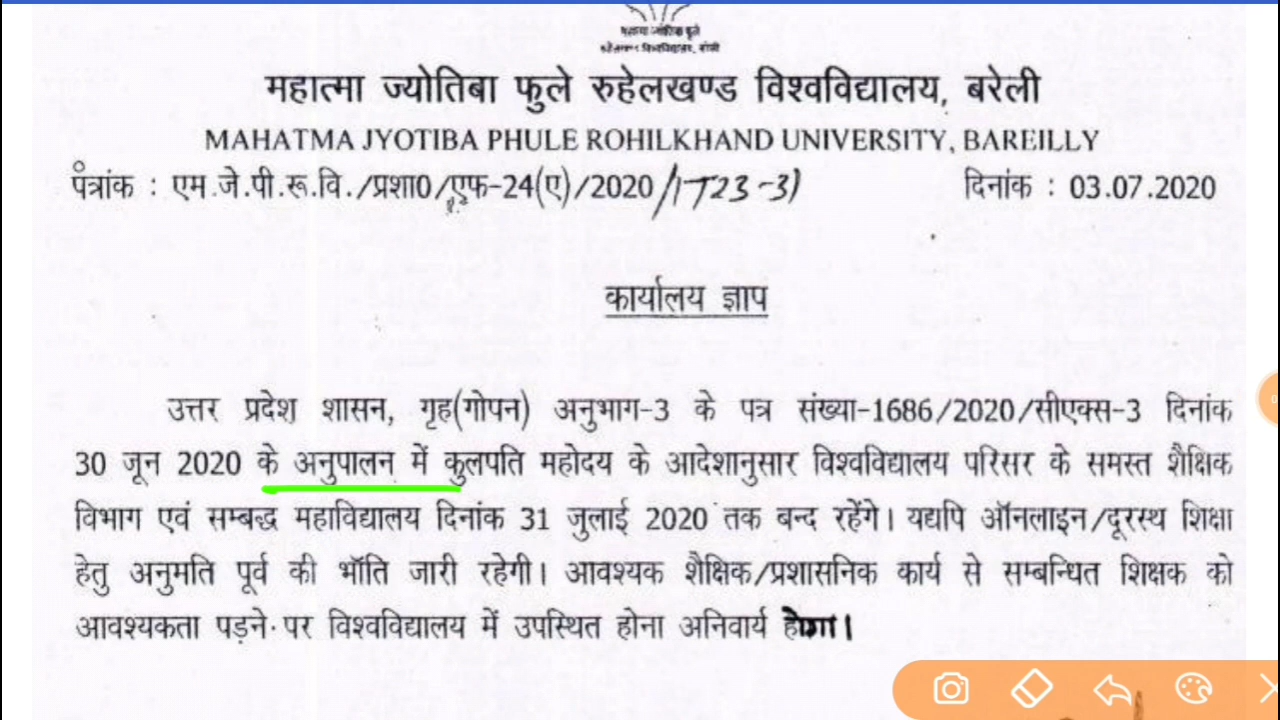 महात्मा ज्योतिबा फुले रुहेलखण्ड विश्वविद्यालय, बरेली
MAHATMA JYOTIBA PHULE ROHILKHAND UNIVERSITY, BAREILLY
पत्रांक : एम.जे.पी.रू.वि./प्रशा0/एफ-24(ए)/2020 दिनांक : 03.07.2020
कार्यालय ज्ञाप
उत्तर प्रदेश शासन, गृह(गोपन) अनुभाग-3 के पत्र संख्या-1686/2020/सीएक्स-3 दिनांक
30 जून 2020 के अनुपालन में कुलपति महोदय के आदेशानुसार विश्वविद्यालय परिसर के समस्त शैक्षिक
विभाग एवं सम्बद्ध महाविद्यालय दिनांक 31 जुलाई 2020 तक बन्द रहेंगे। यद्यपि ऑनलाइन/दूरस्थ शिक्षा
हेतु अनुमति पूर्व की भॉति जारी रहेगी। आवश्यक शैक्षिक/प्रशासनिक कार्य से सम्बन्धित शिक्षक को
आवश्यकता पड़ने पर विश्वविद्यालय में उपस्थित होना अनिवार्य होगा।